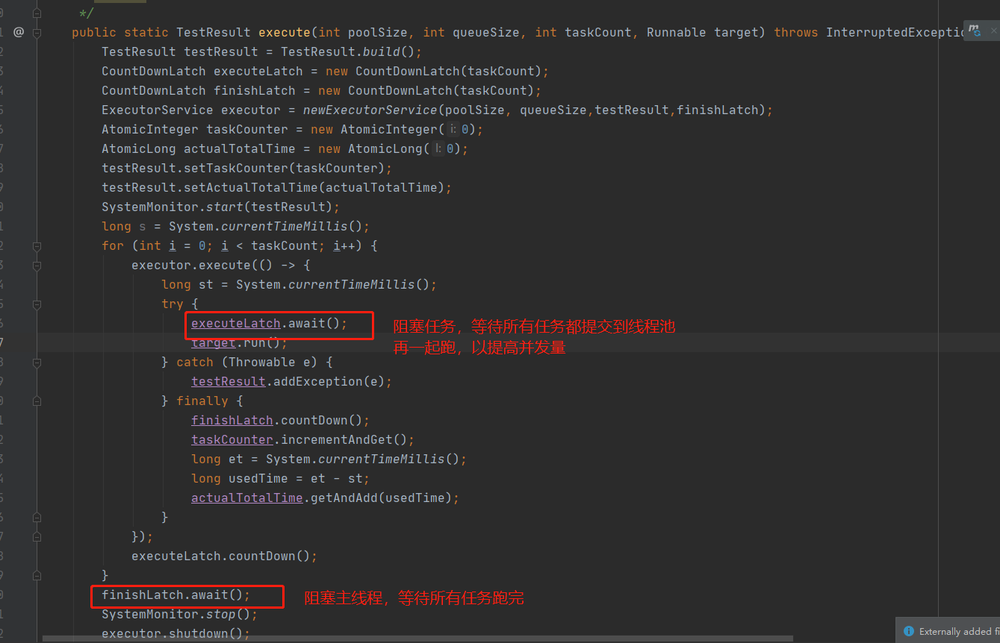 */
@ public static TestResult execute(int poolSize, int queueSize, int taskCount, Runnable target) throws InterruptedExceptio
TestResult testResult = TestResult.build();
CountDownLatch executeLatch = new CountDownLatch(taskCount);
CountDownLatch finishLatch = new CountDownLatch(taskCount);
ExecutorService executor = newExecutorService(poolSize, queueSize,testResult,finishLatch);
AtomicInteger taskCounter = new AtomicInteger( i: 0);
AtomicLong actualTotalTime = new AtomicLong( l: 0);
testResult.setTaskCounter(taskCounter);
testResult.setActualTotalTime(actualTotalTime);
SystemMonitor.start(testResult);
long s = System.currentTimeMillis();
for (int i = 0; i < taskCount; i++) {
executor.execute(() -> {
long st = System.currentTimeMillis();
try {
executeLatch.await();
阻塞任务，等待所有任务都提交到线程池
target.run();
再一起跑，以提高并发量
} catch (Throwable e) {
testResult.addException(e);
} finally {
finishLatch.countDown();
taskCounter.incrementAndGet();
long et = System.currentTimeMillis();
long usedTime = et - st;
actualTotalTime.getAndAdd(usedTime);
}
});
executeLatch.countDown();
}
finishLatch.await();
阻塞主线程，等待所有任务跑完
SystemMonitor.stop();
executor.shutdown();
Externally added fi